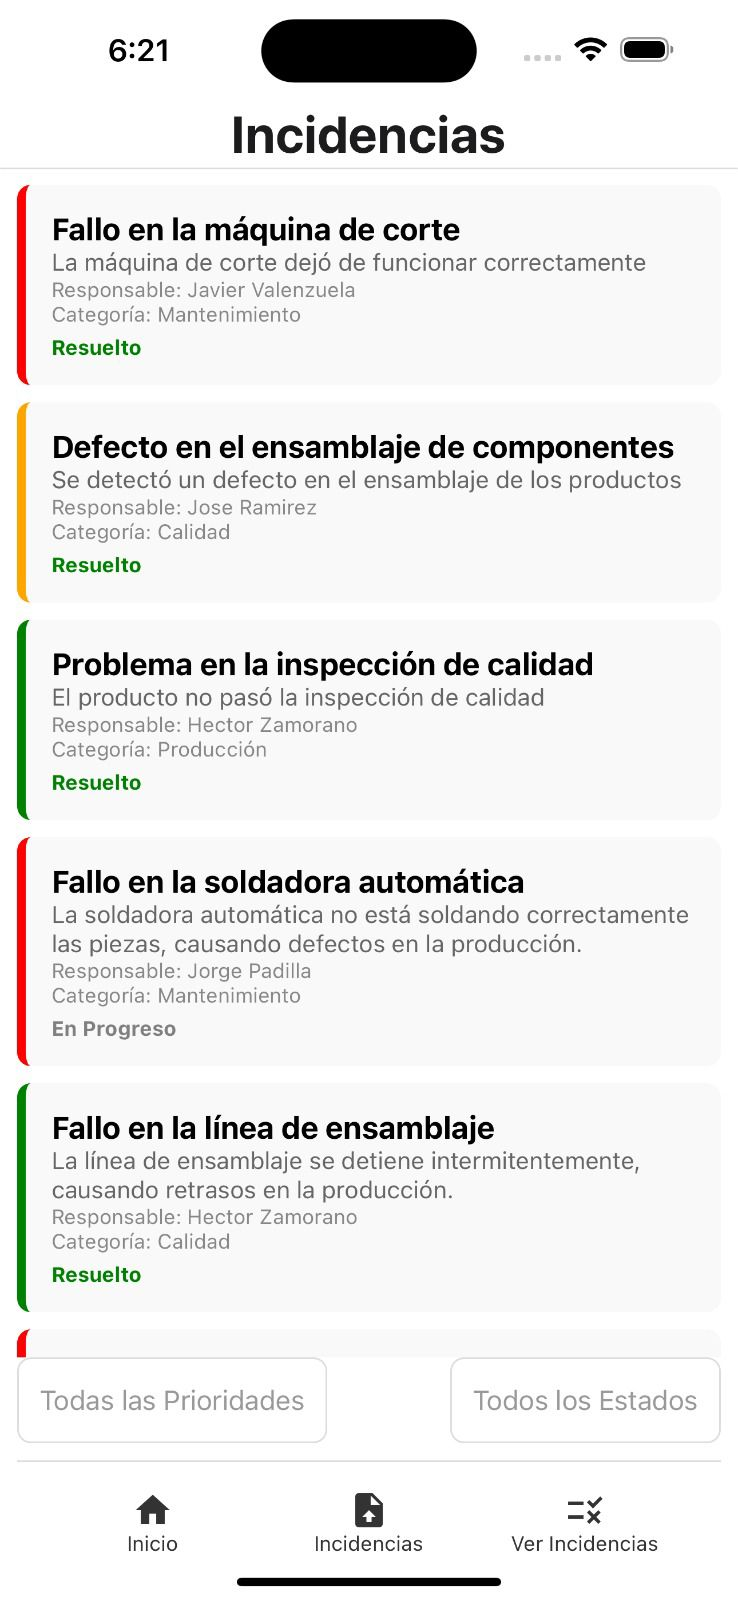 6:21
Incidencias
Fallo en la máquina de corte
La máquina de corte dejó de funcionar correctamente
Responsable: Javier Valenzuela
Categoría: Mantenimiento
Resuelto
Defecto en el ensamblaje de componentes
Se detectó un defecto en el ensamblaje de los productos
Responsable: Jose Ramirez
Categoría: Calidad
Resuelto
Problema en la inspección de calidad
El producto no pasó la inspección de calidad
Responsable: Hector Zamorano
Categoría: Producción
Resuelto
Fallo en la soldadora automática
La soldadora automática no está soldando correctamente
las piezas, causando defectos en la producción.
Responsable: Jorge Padilla
Categoría: Mantenimiento
En Progreso
Fallo en la línea de ensamblaje
La línea de ensamblaje se detiene intermitentemente,
causando retrasos en la producción.
Responsable: Hector Zamorano
Categoría: Calidad
Resuelto
Todas las Prioridades
Todos los Estados
Inicio
Incidencias
Ver Incidencias